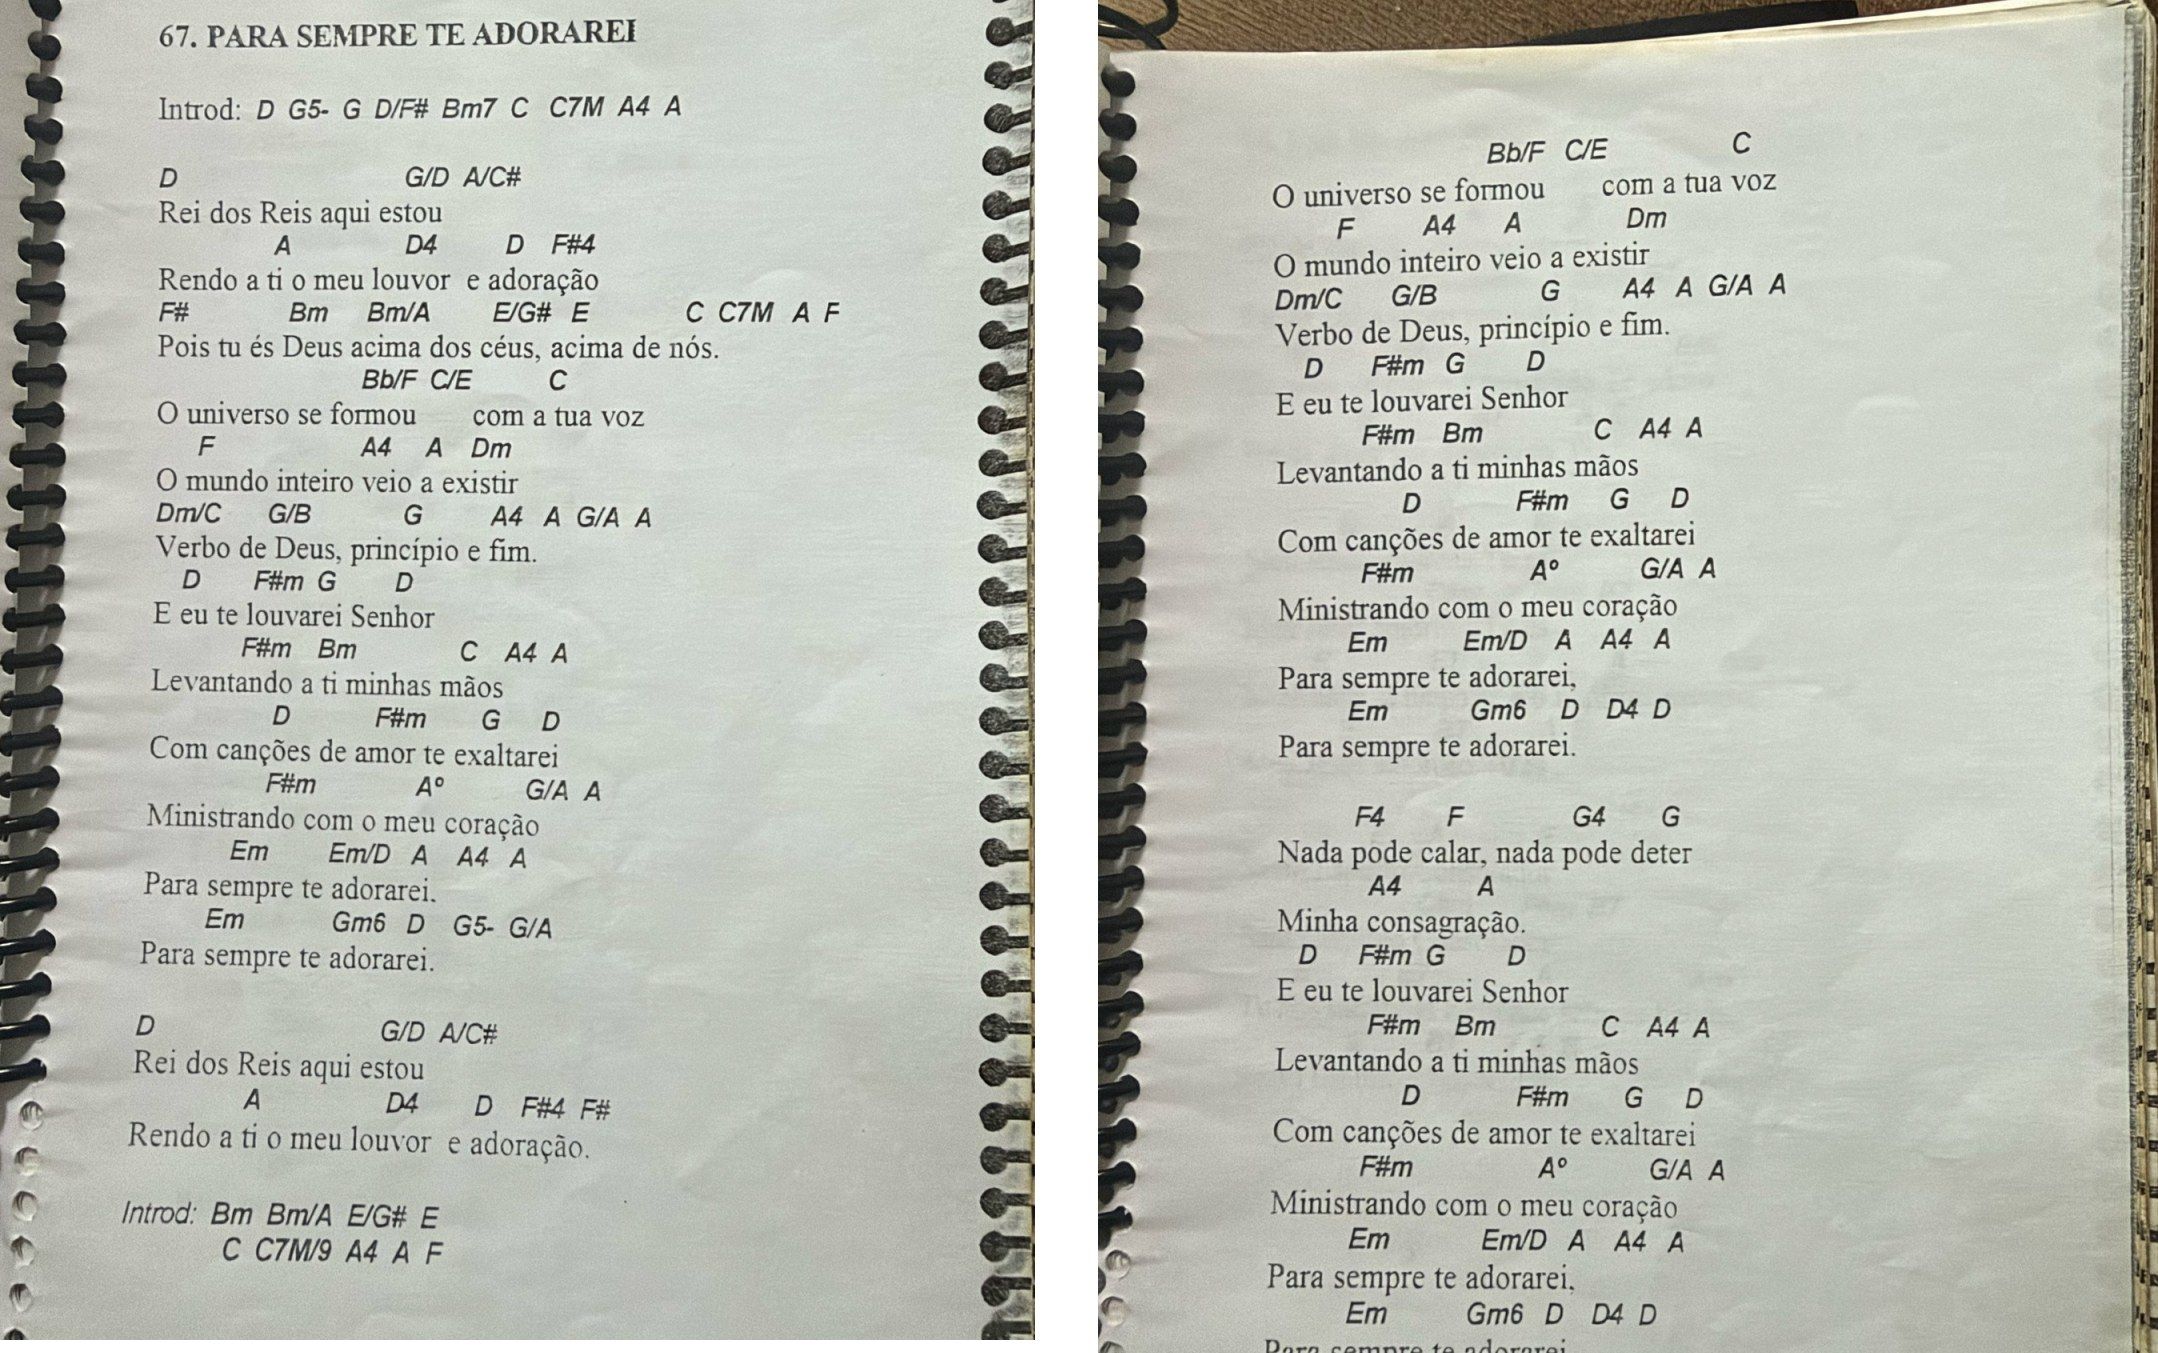 67. PARA SEMPRE TE ADORAREI
Introd: D G5- G D/F# Bm7 C C7M A4 A
D G/D A/C#
Rei dos Reis aqui estou
A D4 D F#4
Rendo a ti o meu louvor e adoração
F# Bm Bm/A E/G# E C C7M A F
Pois tu és Deus acima dos céus, acima de nós.
Bb/F C/E C
O universo se formou com a tua voz
F A4 A Dm
O mundo inteiro veio a existir
Dm/C G/B G A4 A G/A A
Verbo de Deus, princípio e fim.
D F#m G D
E eu te louvarei Senhor
F#m Bm C A4 A
Levantando a ti minhas mãos
D F#m G D
Com canções de amor te exaltarei
F#m Aº G/A A
Ministrando com o meu coração
Em Em/D A A4 A
Para sempre te adorarei.
Em Gm6 D G5- G/A
Para sempre te adorarei.
D G/D A/C#
Rei dos Reis aqui estou
A D4 D F#4 F#
Rendo a ti o meu louvor e adoração.
Introd: Bm Bm/A E/G# E
C C7M/9 A4 A F
Bb/F C/E C
O universo se formou com a tua voz
F A4 A Dm
O mundo inteiro veio a existir
Dm/C G/B G A4 A G/A A
Verbo de Deus, princípio e fim.
D F#m G D
E eu te louvarei Senhor
F#m Bm C A4 A
Levantando a ti minhas mãos
D F#m G D
Com canções de amor te exaltarei
F#m Aº G/A A
Ministrando com o meu coração
Em Em/D A A4 A
Para sempre te adorarei,
Em Gm6 D D4 D
Para sempre te adorarei.
F4 F G4 G
Nada pode calar, nada pode deter
A4 A
Minha consagração.
D F#m G D
E eu te louvarei Senhor
F#m Bm C A4 A
Levantando a ti minhas mãos
D F#m G D
Com canções de amor te exaltarei
F#m Aº G/A A
Ministrando com o meu coração
Em Em/D A A4 A
Para sempre te adorarei,
Em Gm6 D D4 D
Para sempre te adorarei